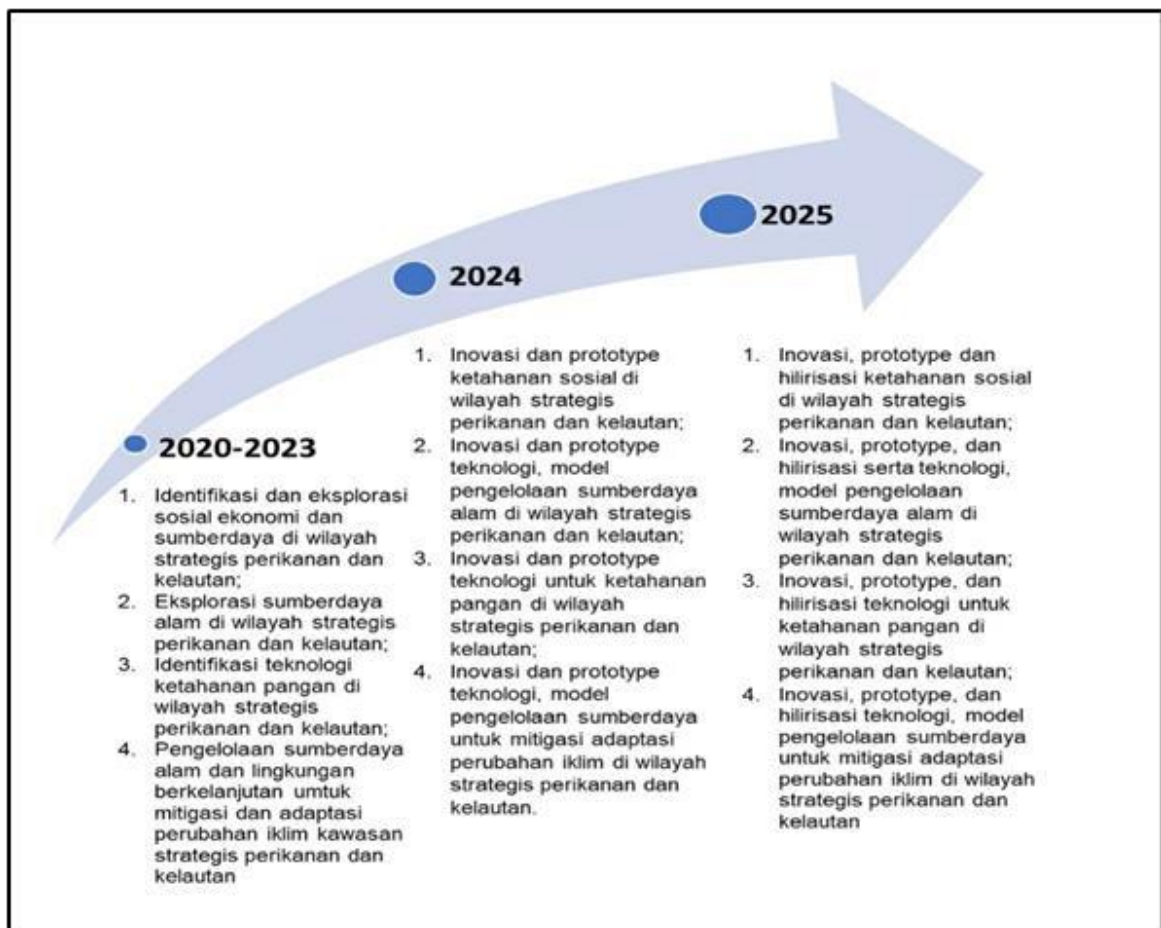 2020-2023
1. Identifikasi dan eksplorasi
sosial ekonomi dan
sumberdaya di wilayah
strategis perikanan dan
kelautan;
2. Eksplorasi sumberdaya
alam di wilayah strategis
perikanan dan kelautan;
3. Identifikasi teknologi
ketahanan pangan di
wilayah strategis
perikanan dan kelautan;
4. Pengelolaan sumberdaya
alam dan lingkungan
berkelanjutan umtuk
mitigasi dan adaptasi
perubahan iklim kawasan
strategis perikanan dan
kelautan
2024
1. Inovasi dan prototype
ketahanan sosial di
wilayah strategis
perikanan dan kelautan;
2. Inovasi dan prototype
teknologi, model
pengelolaan sumberdaya
alam di wilayah strategis
perikanan dan kelautan;
3. Inovasi dan prototype
teknologi untuk ketahanan
pangan di wilayah
strategis perikanan dan
kelautan;
4. Inovasi dan prototype
teknologi, model
pengelolaan sumberdaya
untuk mitigasi adaptasi
perubahan iklim di wilayah
strategis perikanan dan
kelautan.
2025
1. Inovasi, prototype dan
hilirisasi ketahanan sosial
di wilayah strategis
perikanan dan kelautan;
2. Inovasi, prototype, dan
hilirisasi serta teknologi,
model pengelolaan
sumberdaya alam di
wilayah strategis
perikanan dan kelautan;
3. Inovasi, prototype, dan
hilirisasi teknologi untuk
ketahanan pangan di
wilayah strategis
perikanan dan kelautan;
4. Inovasi, prototype, dan
hilirisasi teknologi, model
pengelolaan sumberdaya
untuk mitigasi adaptasi
perubahan iklim di wilayah
strategis perikanan dan
kelautan